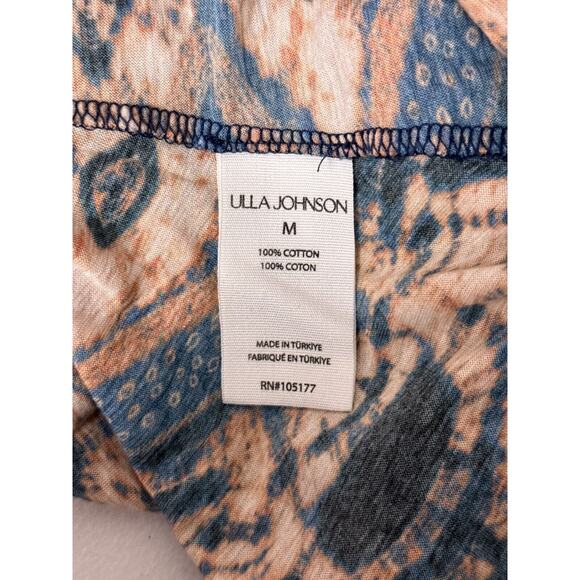 ULLA JOHNSON
M
100% COTTON
100% COTON
MADE IN TÜRKIYE
FABRIQUÉ EN TÜRKIYE
RN#105177